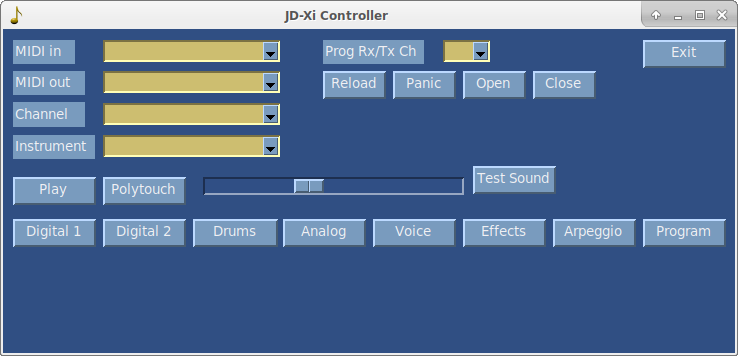 JD-Xi Controller
MIDI in
Prog Rx/Tx Ch
Exit
MIDI out
Reload
Panic
Open
Close
Channel
Instrument
Play
Polytouch
Test Sound
Digital 1
Digital 2
Drums
Analog
Voice
Effects
Arpeggio
Program